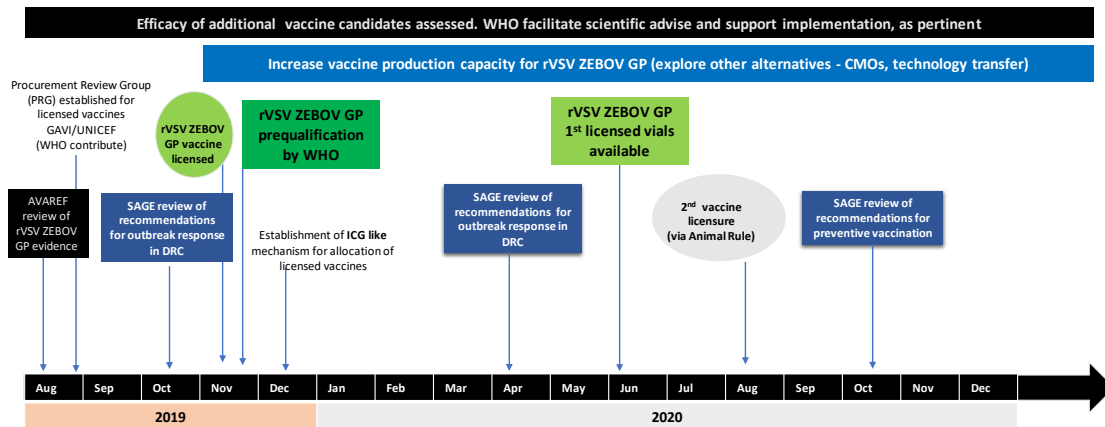 Efficacy of additional vaccine candidates assessed. WHO facilitate scientific advise and support implementation, as pertinent
Increase vaccine production capacity for rVSV ZEBOV GP (explore other alternatives - CMOs, technology transfer)
Procurement Review Group
(PRG) established for
licensed vaccines
GAVI/UNICEF
(WHO contribute)
rVSV ZEBOV
GP vaccine
licensed
rVSV ZEBOV GP
prequalification
by WHO
rVSV ZEBOV GP
1st licensed vials
available
AVAREF
review of
rVSV ZEBOV
GP evidence
SAGE review of
recommendations
for outbreak response
in DRC
Establishment of ICG like
mechanism for allocation of
licensed vaccines
SAGE review of
recommendations for
outbreak response in
DRC
2nd vaccine
licensure
(via Animal Rule)
SAGE review of
recommendations for
preventive vaccination
Aug Sep Oct Nov Dec Jan Feb Mar Apr May Jun Jul Aug Sep Oct Nov Dec
2019 2020